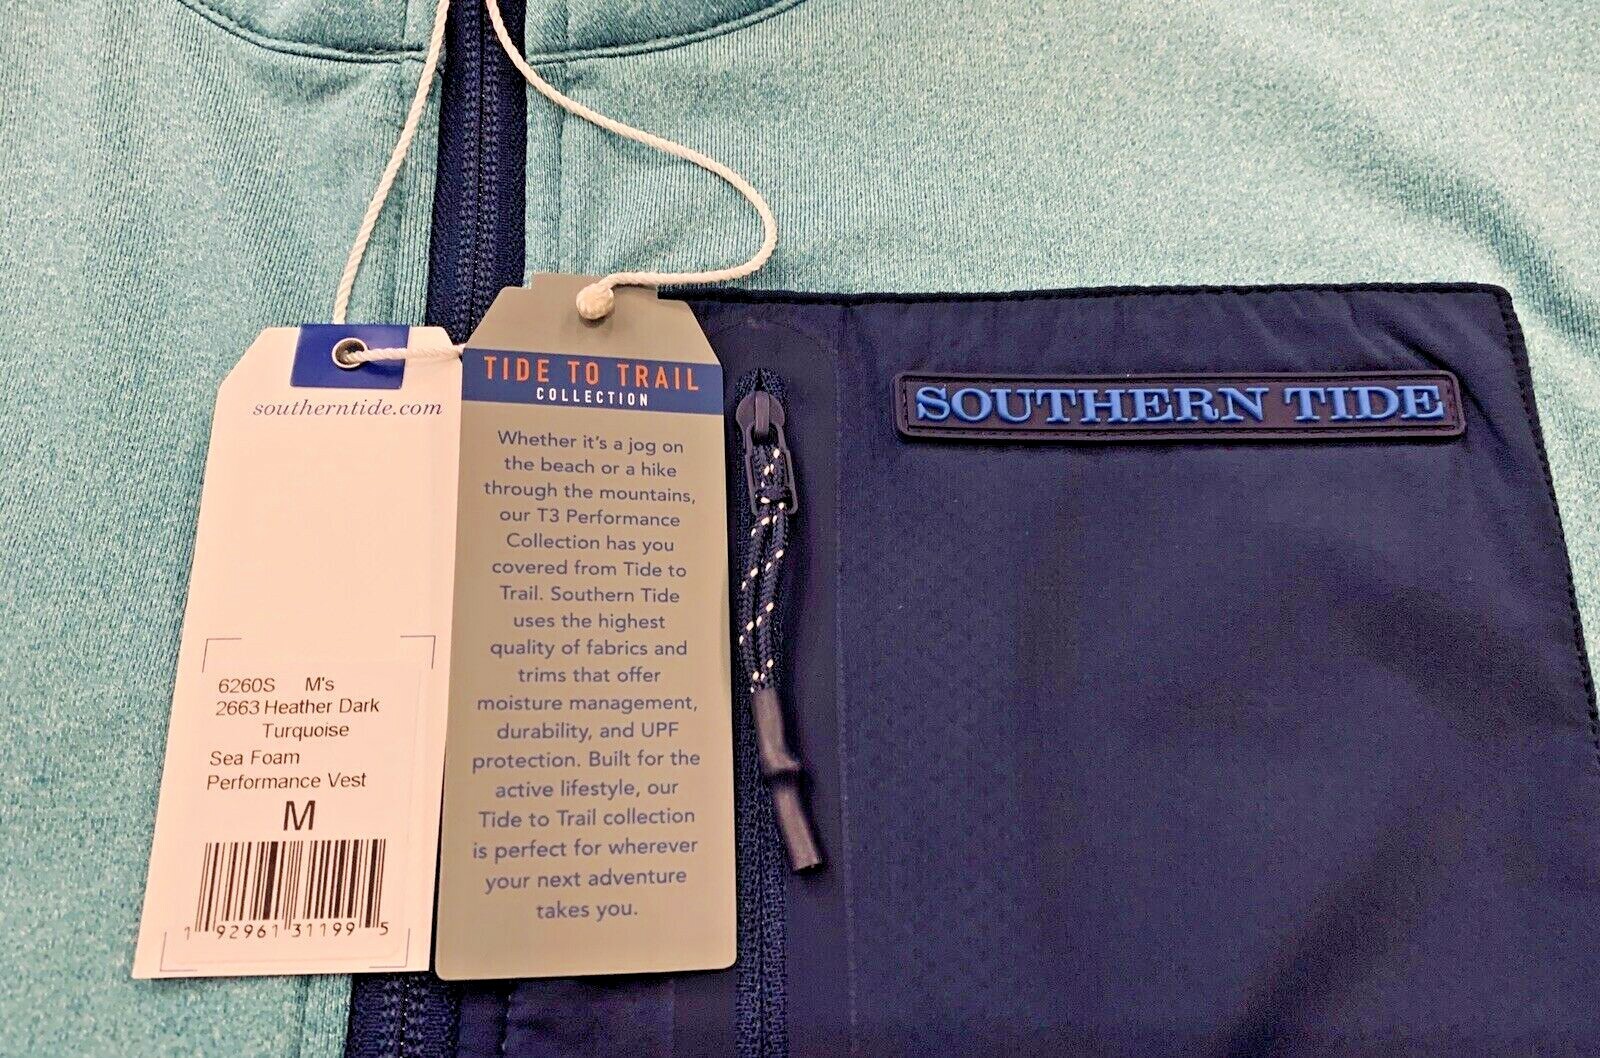 southerntide.com
6260S M's
2663 Heather Dark
Turquoise
Sea Foam
Performance Vest
M
1 92961 31199 5
TIDE TO TRAIL
COLLECTION
Whether it's a jog on
the beach or a hike
through the mountains,
our T3 Performance
Collection has you
covered from Tide to
Trail. Southern Tide
uses the highest
quality of fabrics and
trims that offer
moisture management,
durability, and UPF
protection. Built for the
active lifestyle, our
Tide to Trail collection
is perfect for wherever
your next adventure
takes you.
SOUTHERN TIDE